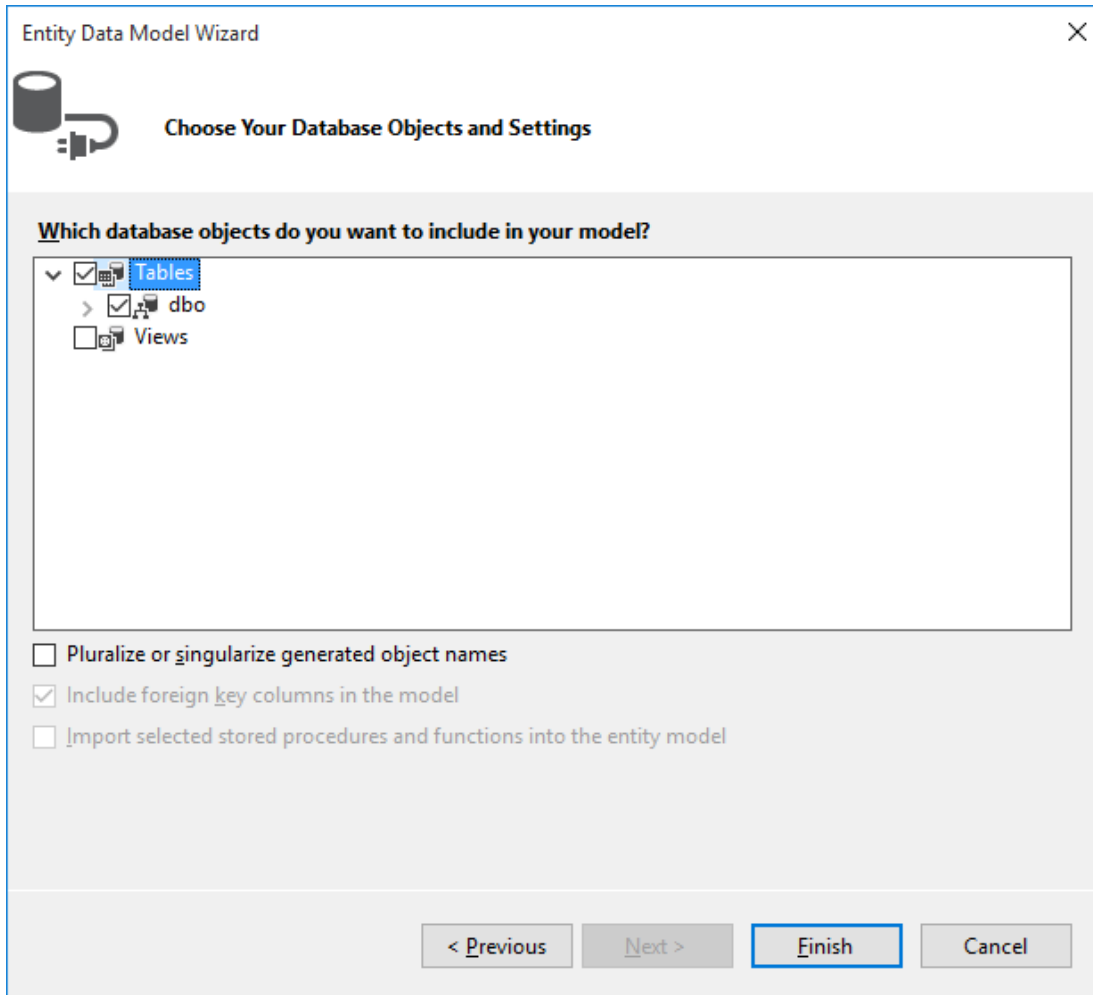 Entity Data Model Wizard
Choose Your Database Objects and Settings
Which database objects do you want to include in your model?
Tables
dbo
Views
Pluralize or singularize generated object names
Include foreign key columns in the model
Import selected stored procedures and functions into the entity model
< Previous
Next >
Finish
Cancel